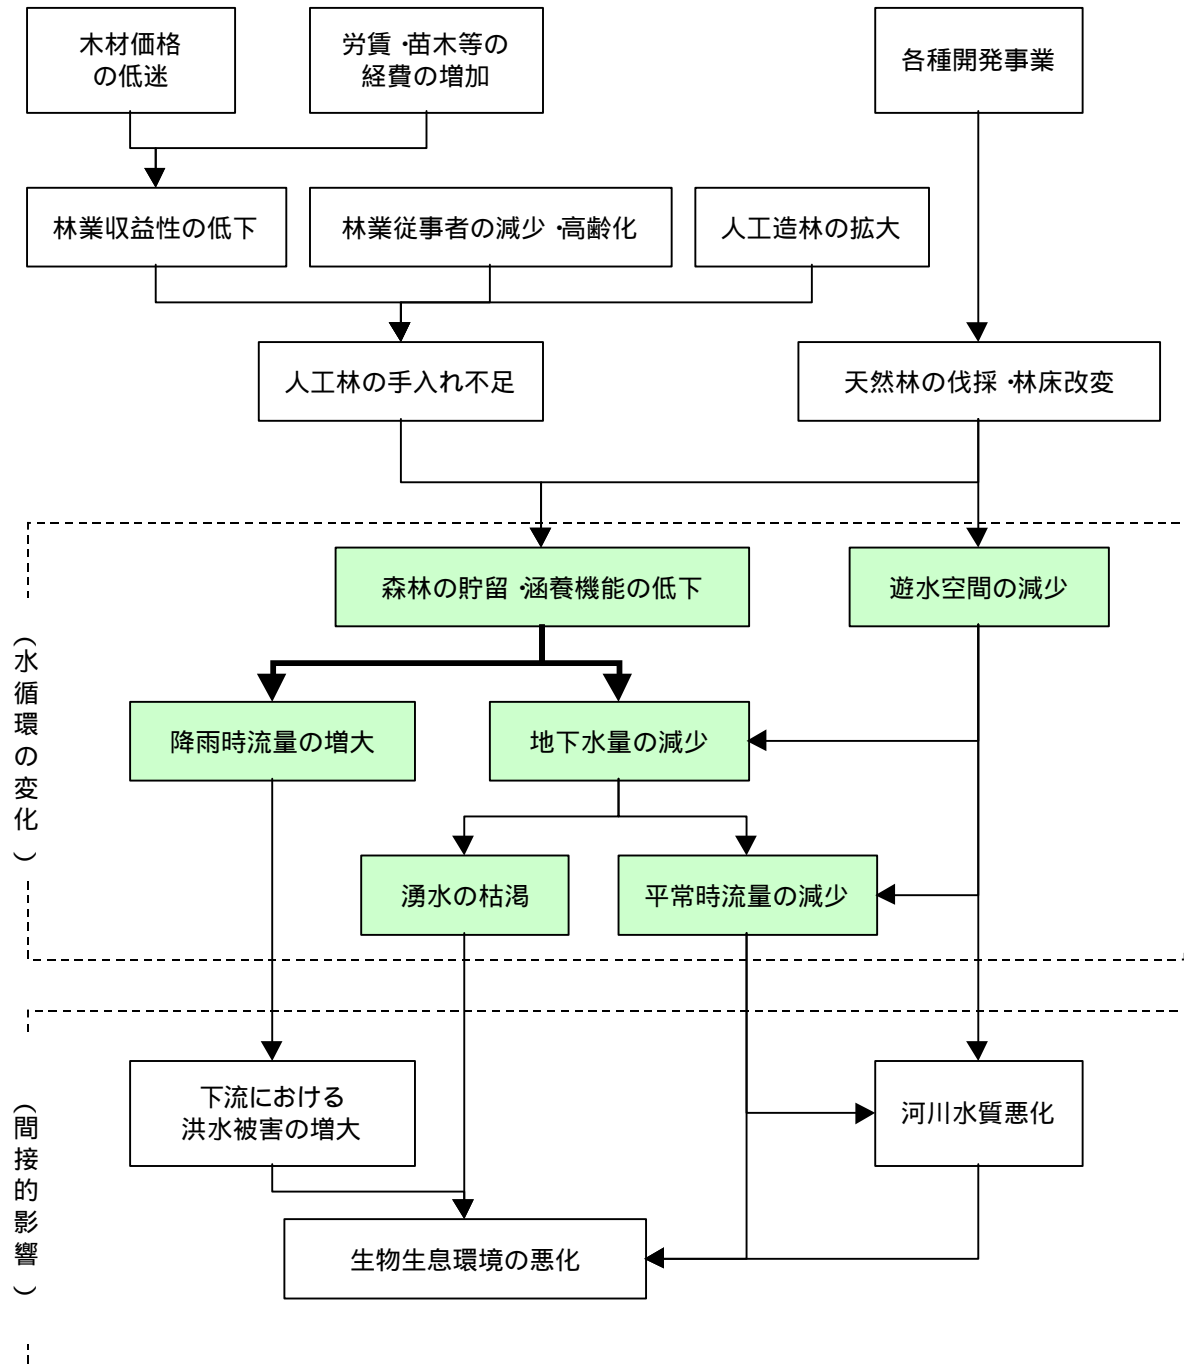 木材価格
の低迷
労賃・苗木等の
経費の増加
各種開発事業
林業収益性の低下
林業従事者の減少・高齢化
人工造林の拡大
人工林の手入れ不足
天然林の伐採・林床改変
森林の貯留・涵養機能の低下
遊水空間の減少
（水循環の変化）
降雨時流量の増大
地下水量の減少
湧水の枯渇
平常時流量の減少
下流における
洪水被害の増大
河川水質悪化
（間接的影響）
生物生息環境の悪化